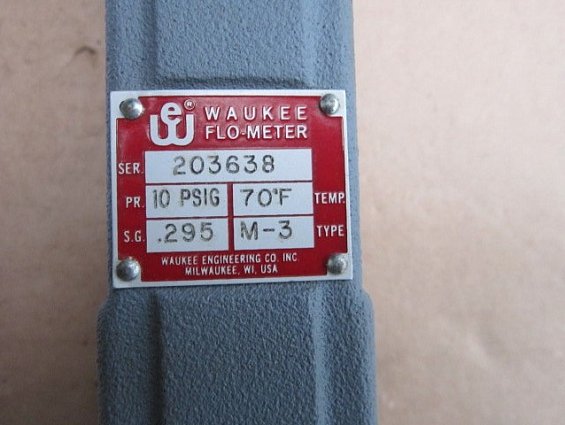 We® WAUKEE
FLO-METER
SER. 203638
PR. 10 PSIG 70°F TEMP.
S.G. .295 M-3 TYPE
WAUKEE ENGINEERING CO. INC
MILWAUKEE, WI, USA